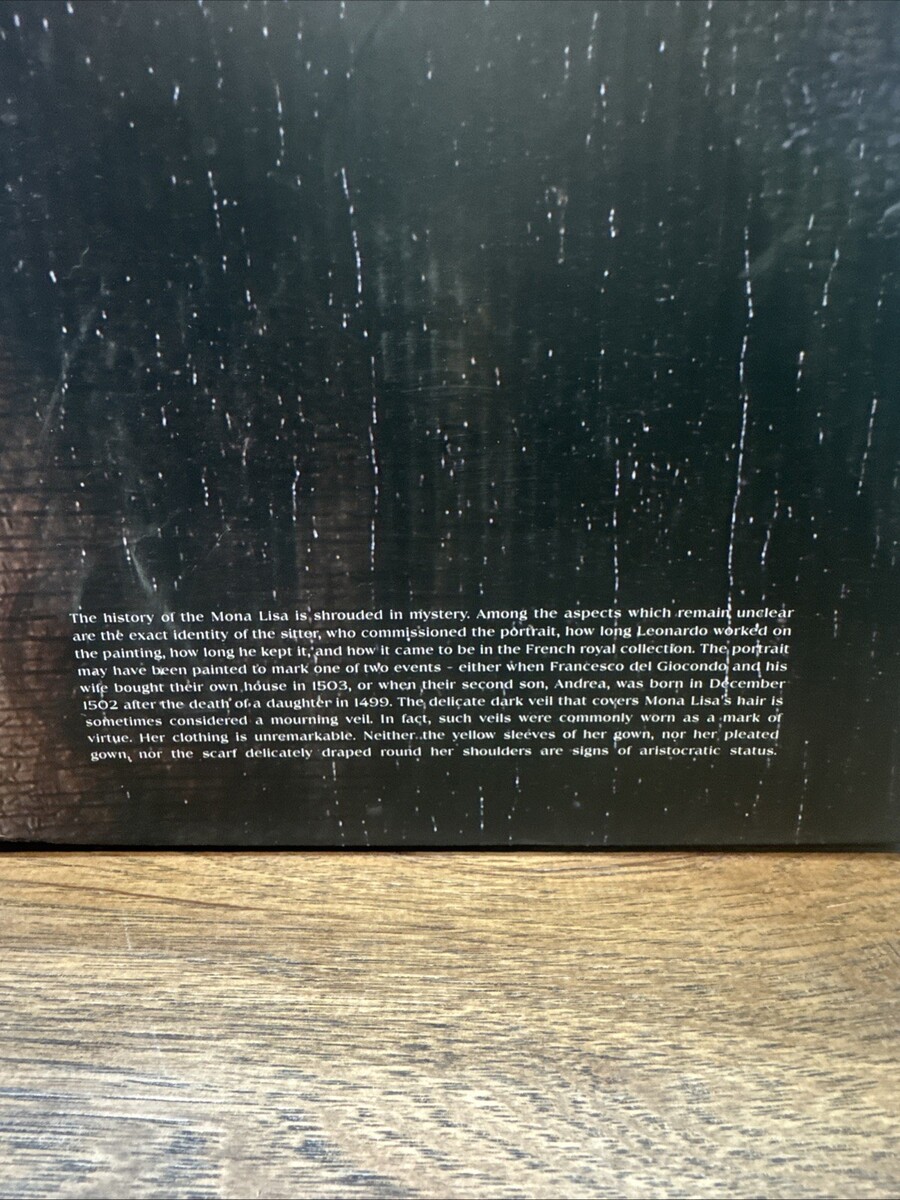 The history of the Mona Lisa is shrouded in mystery. Among the aspects which remain unclear
are the exact identity of the sitter, who commissioned the portrait, how long Leonardo worked on
the painting, how long he kept it, and how it came to be in the French royal collection. The portrait
may have been painted to mark one of two events - either when Francesco del Giocondo and his
wife bought their own house in 1503, or when their second son, Andrea, was born in December
1502 after the death of a daughter in 1499. The delicate dark veil that covers Mona Lisa's hair is
sometimes considered a mourning veil. In fact, such veils were commonly worn as a mark of
virtue. Her clothing is unremarkable. Neither the yellow sleeves of her gown, nor her pleated
gown, nor the scarf delicately draped round her shoulders are signs of aristocratic status.